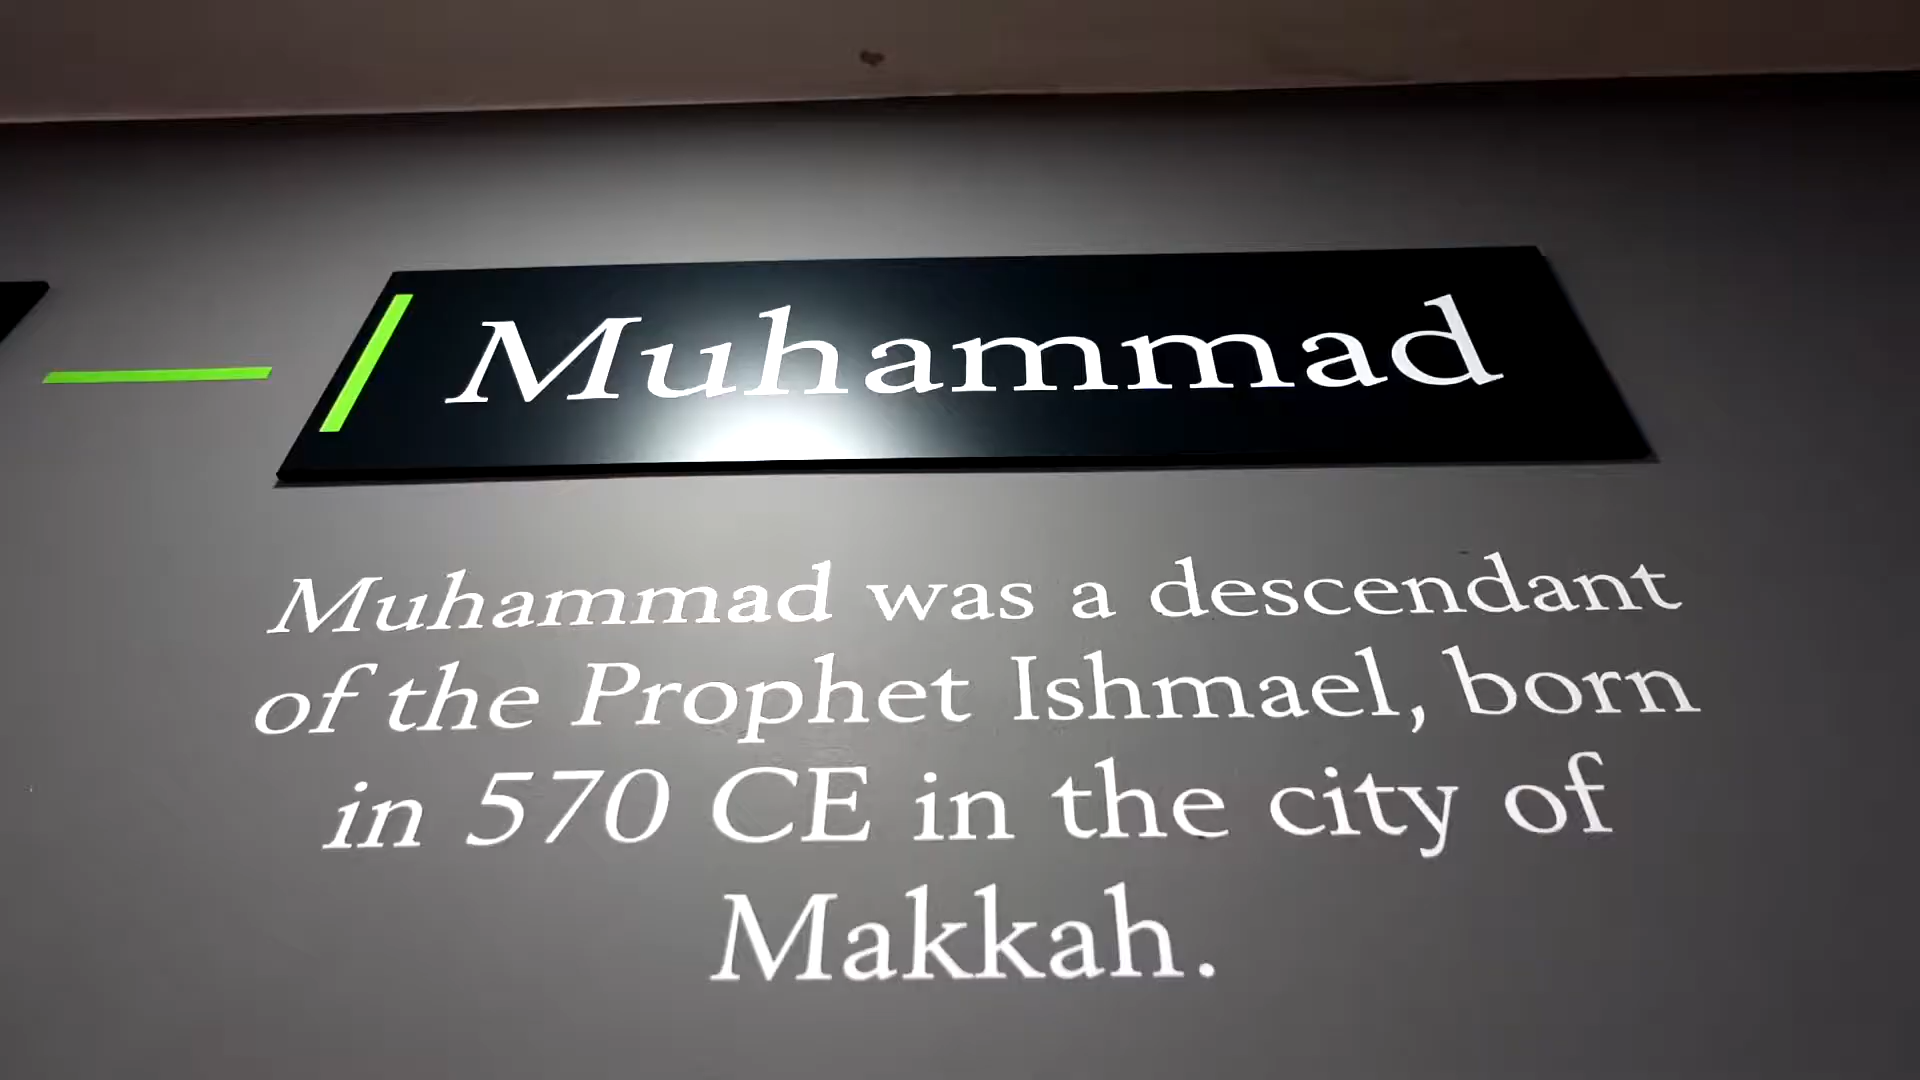 Muhammad
Muhammad was a descendant
of the Prophet Ishmael, born
in 570 CE in the city of
Makkah.